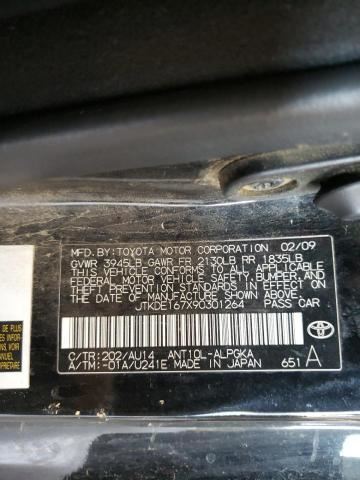 MFD. BY: TOYOTA MOTOR CORPORATION 02/09
GVWR 3945LB GAWR FR 2130LB RR 1835LB
THIS VEHICLE CONFORMS TO ALL APPLICABLE
FEDERAL MOTOR VEHICLE SAFETY, BUMPER, AND
THEFT PREVENTION STANDARDS IN EFFECT ON
THE DATE OF MANUFACTURE SHOWN ABOVE.
JTKDE167X90301264 PASS CAR
C/TR: 202/AU14 ANT10L-ALPGKA
A/TM: -01A/U241E MADE IN JAPAN 651 A
TOYOTA